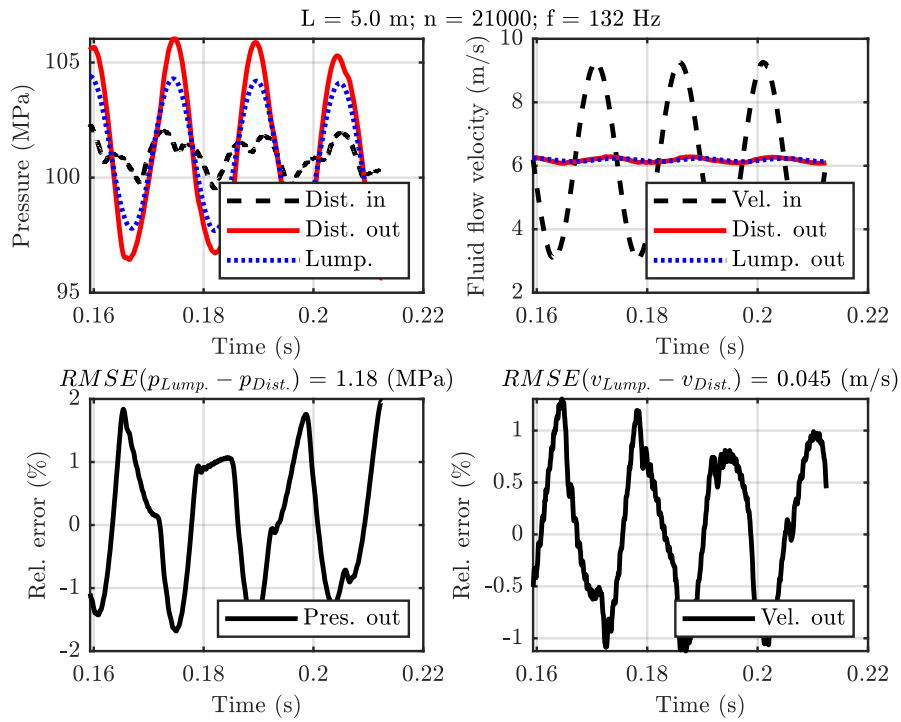 L = 5.0 m; n = 21000; f = 132 Hz
Pressure (MPa)
105
100
95
0.16
0.18
0.2
0.22
Time (s)
Dist. in
Dist. out
Lump.
Fluid flow velocity (m/s)
10
8
6
4
2
0.16
0.18
0.2
0.22
Time (s)
Vel. in
Dist. out
Lump. out
RMSE(p_Lump. − p_Dist.) = 1.18 (MPa)
Rel. error (%)
2
1
0
-1
-2
0.16
0.18
0.2
0.22
Time (s)
Pres. out
RMSE(v_Lump. − v_Dist.) = 0.045 (m/s)
Rel. error (%)
1
0.5
0
-0.5
-1
0.16
0.18
0.2
0.22
Time (s)
Vel. out